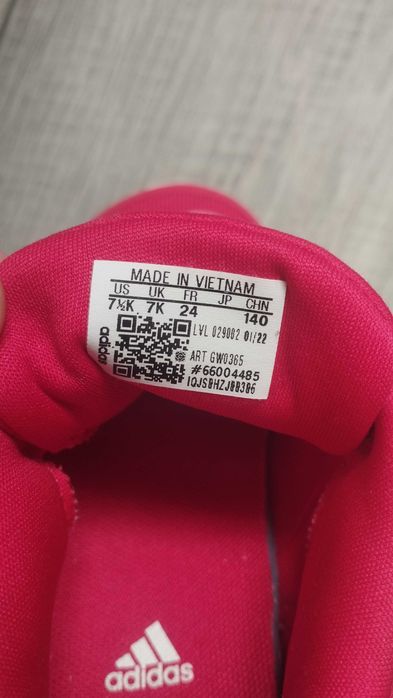 MADE IN VIETNAM
US UK FR JP CHN
7½K 7K 24 140
adidas
LVL 029002 01/22
ART GW0365
#66004485
adidas